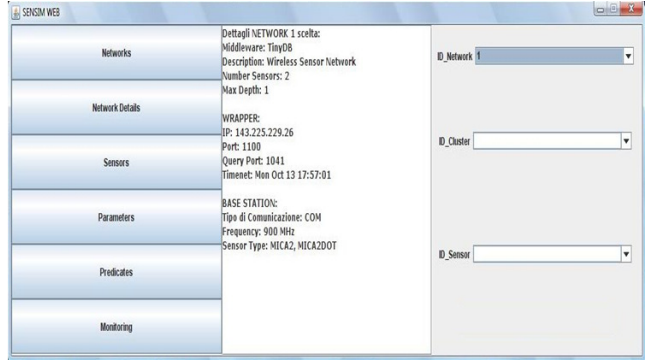 SENSIM WEB
Networks
Network Details
Sensors
Parameters
Predicates
Monitoring
Dettagli NETWORK 1 scelta:
Middleware: TinyDB
Description: Wireless Sensor Network
Number Sensors: 2
Max Depth: 1
WRAPPER:
IP: 143.225.229.26
Port: 1100
Query Port: 1041
Timenet: Mon Oct 13 17:57:01
BASE STATION:
Tipo di Comunicazione: COM
Frequency: 900 MHz
Sensor Type: MICA2, MICA2DOT
ID_Network 1
ID_Cluster
ID_Sensor